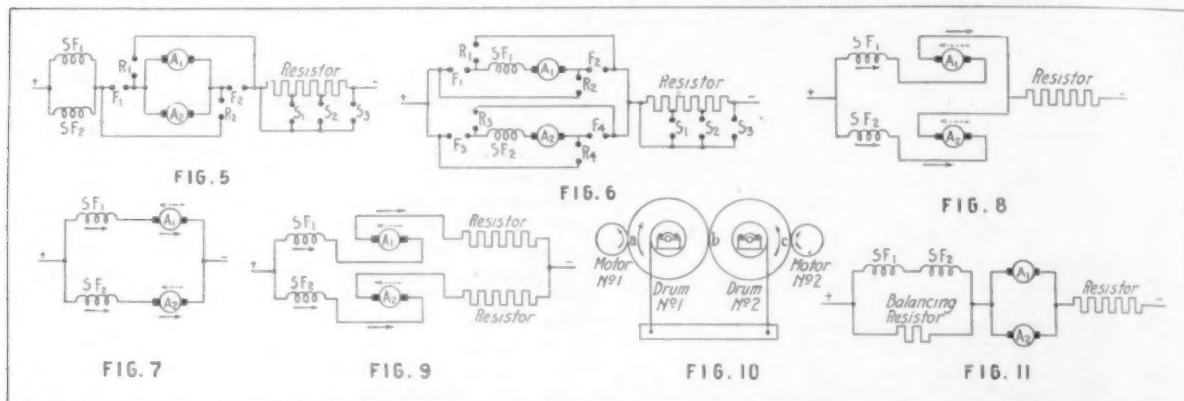 SF₁
SF₂
+
F₁
R₁
A₁
A₂
F₂
R₂
Resistor
S₁
S₂
S₃
−
FIG. 5
+
R₁
SF₁
A₁
F₁
F₂
R₂
R₃
F₃
SF₂
A₂
F₄
R₄
Resistor
S₁
S₂
S₃
−
FIG. 6
SF₁
A₁
+
SF₂
A₂
Resistor
−
FIG. 8
SF₁
A₁
+
−
SF₂
A₂
FIG. 7
SF₁
A₁
Resistor
+
−
SF₂
A₂
Resistor
FIG. 9
a
b
c
Motor
Nº1
Drum
Nº1
Drum
Nº2
Motor
Nº2
FIG. 10
SF₁
SF₂
+
Balancing
Resistor
A₁
A₂
Resistor
−
FIG. 11